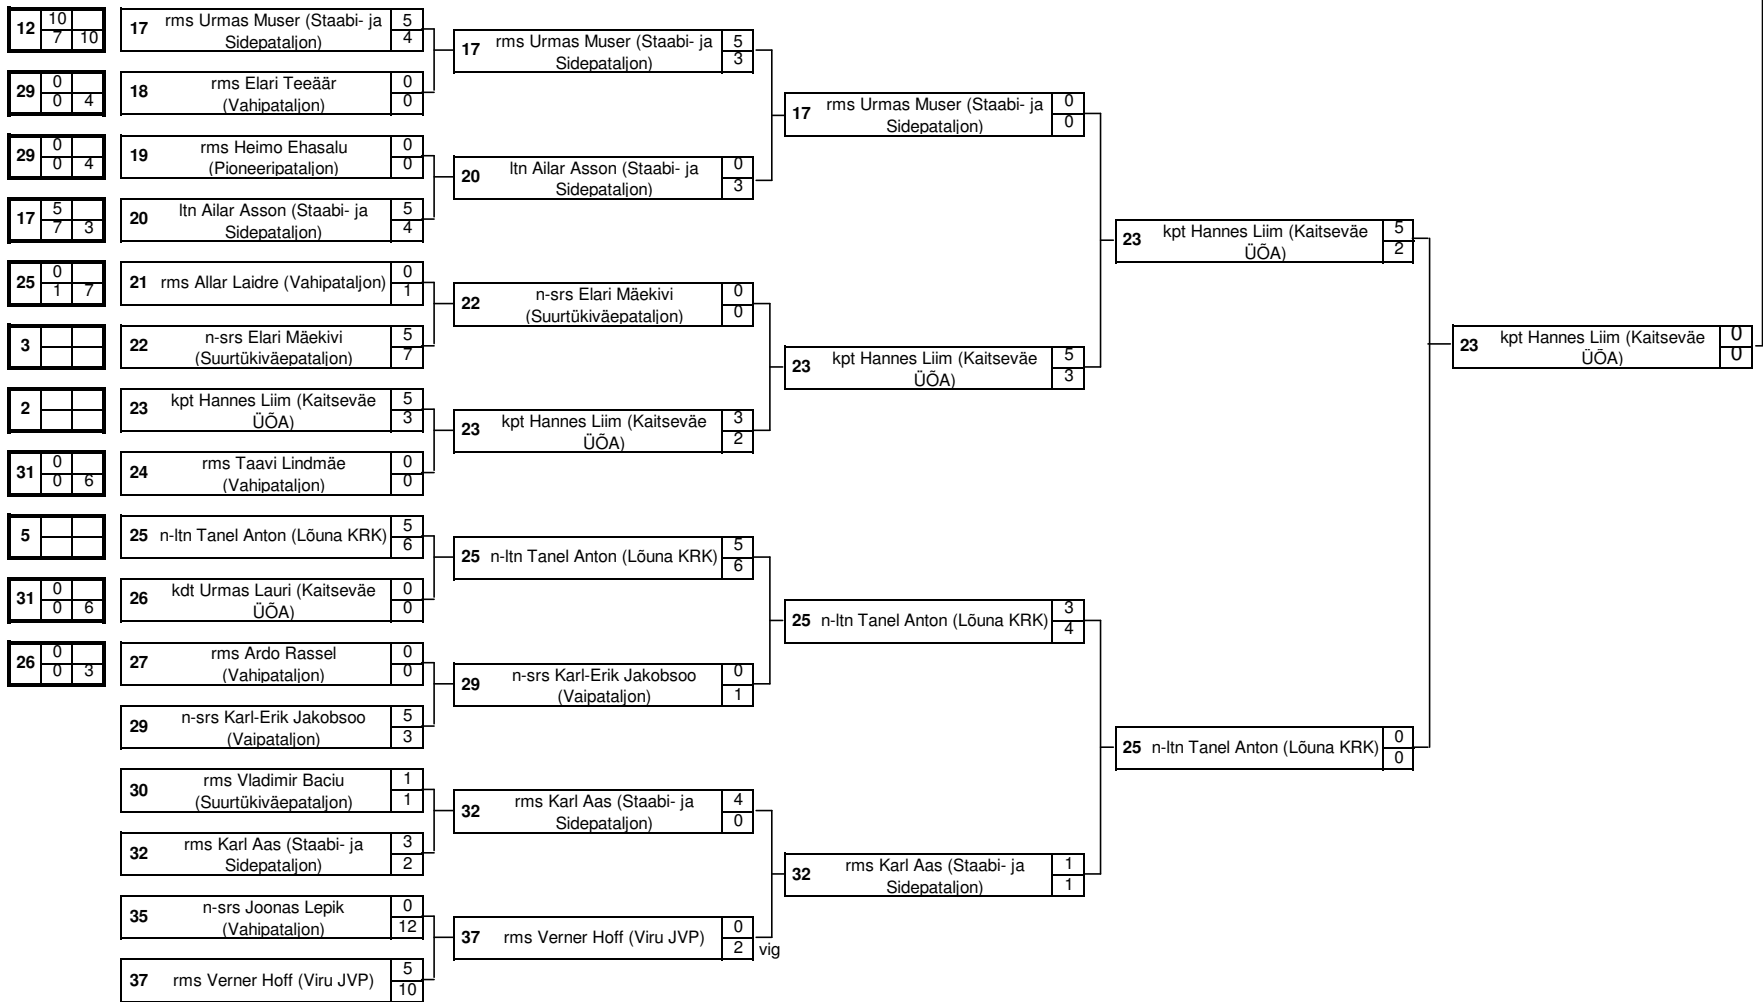 12 10
7 10
29 0
0 4
29 0
0 4
17 5
7 3
25 0
1 7
3
2
31 0
0 6
5
31 0
0 6
26 0
0 3
17 rms Urmas Muser (Staabi- ja 5
Sidepataljon) 4
18 rms Elari Teeäär 0
(Vahipataljon) 0
19 rms Heimo Ehasalu 0
(Pioneeripataljon) 0
20 ltn Ailar Asson (Staabi- ja 5
Sidepataljon) 4
21 rms Allar Laidre (Vahipataljon) 0
1
22 n-srs Elari Mäekivi 5
(Suurtükiväepataljon) 7
23 kpt Hannes Liim (Kaitseväe 5
ÜÕA) 3
24 rms Taavi Lindmäe 0
(Vahipataljon) 0
25 n-ltn Tanel Anton (Lõuna KRK) 5
6
26 kdt Urmas Lauri (Kaitseväe 0
ÜÕA) 0
27 rms Ardo Rassel 0
(Vahipataljon) 0
29 n-srs Karl-Erik Jakobsoo 5
(Vaipataljon) 3
30 rms Vladimir Baciu 1
(Suurtükiväepataljon) 1
32 rms Karl Aas (Staabi- ja 3
Sidepataljon) 2
35 n-srs Joonas Lepik 0
(Vahipataljon) 12
37 rms Verner Hoff (Viru JVP) 5
10
17 rms Urmas Muser (Staabi- ja 5
Sidepataljon) 3
20 ltn Ailar Asson (Staabi- ja 0
Sidepataljon) 3
22 n-srs Elari Mäekivi 0
(Suurtükiväepataljon) 0
23 kpt Hannes Liim (Kaitseväe 3
ÜÕA) 2
25 n-ltn Tanel Anton (Lõuna KRK) 5
6
29 n-srs Karl-Erik Jakobsoo 0
(Vaipataljon) 1
32 rms Karl Aas (Staabi- ja 4
Sidepataljon) 0
37 rms Verner Hoff (Viru JVP) 0
2 vig
17 rms Urmas Muser (Staabi- ja 0
Sidepataljon) 0
23 kpt Hannes Liim (Kaitseväe 5
ÜÕA) 3
25 n-ltn Tanel Anton (Lõuna KRK) 3
4
32 rms Karl Aas (Staabi- ja 1
Sidepataljon) 1
23 kpt Hannes Liim (Kaitseväe 5
ÜÕA) 2
25 n-ltn Tanel Anton (Lõuna KRK) 0
0
23 kpt Hannes Liim (Kaitseväe 0
ÜÕA) 0